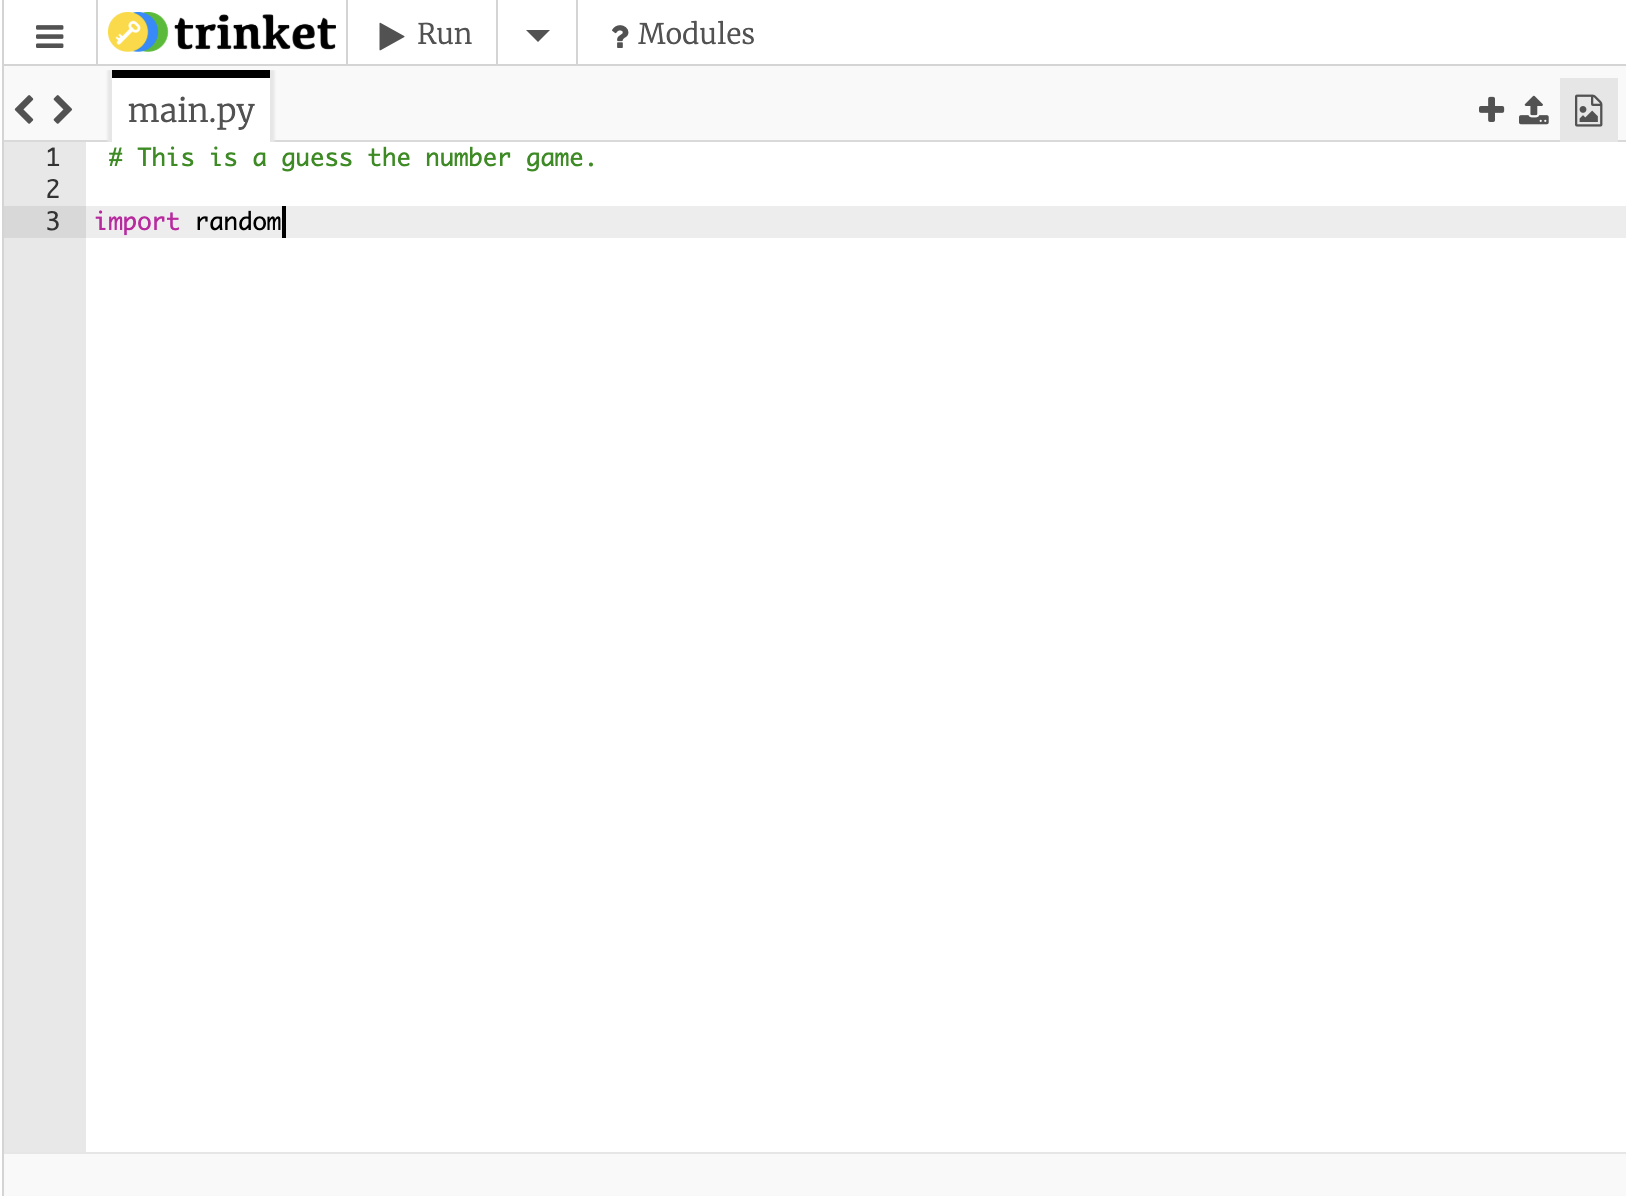 trinket Run ? Modules
main.py
1 # This is a guess the number game.
2
3 import random